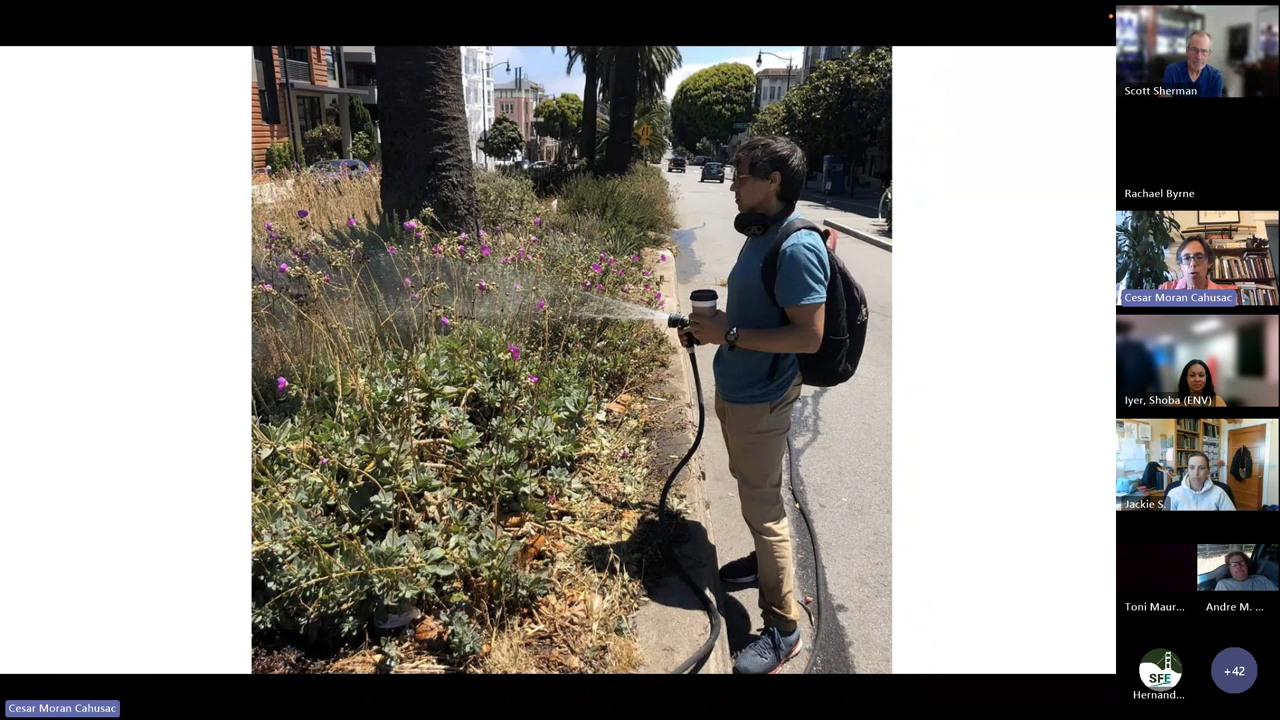 Scott Sherman
Rachael Byrne
Cesar Moran Cahusac
Iyer, Shoba (ENV)
Jackie S.
Toni Maur...
Andre M. ...
SFE
Hernand...
+42
Cesar Moran Cahusac